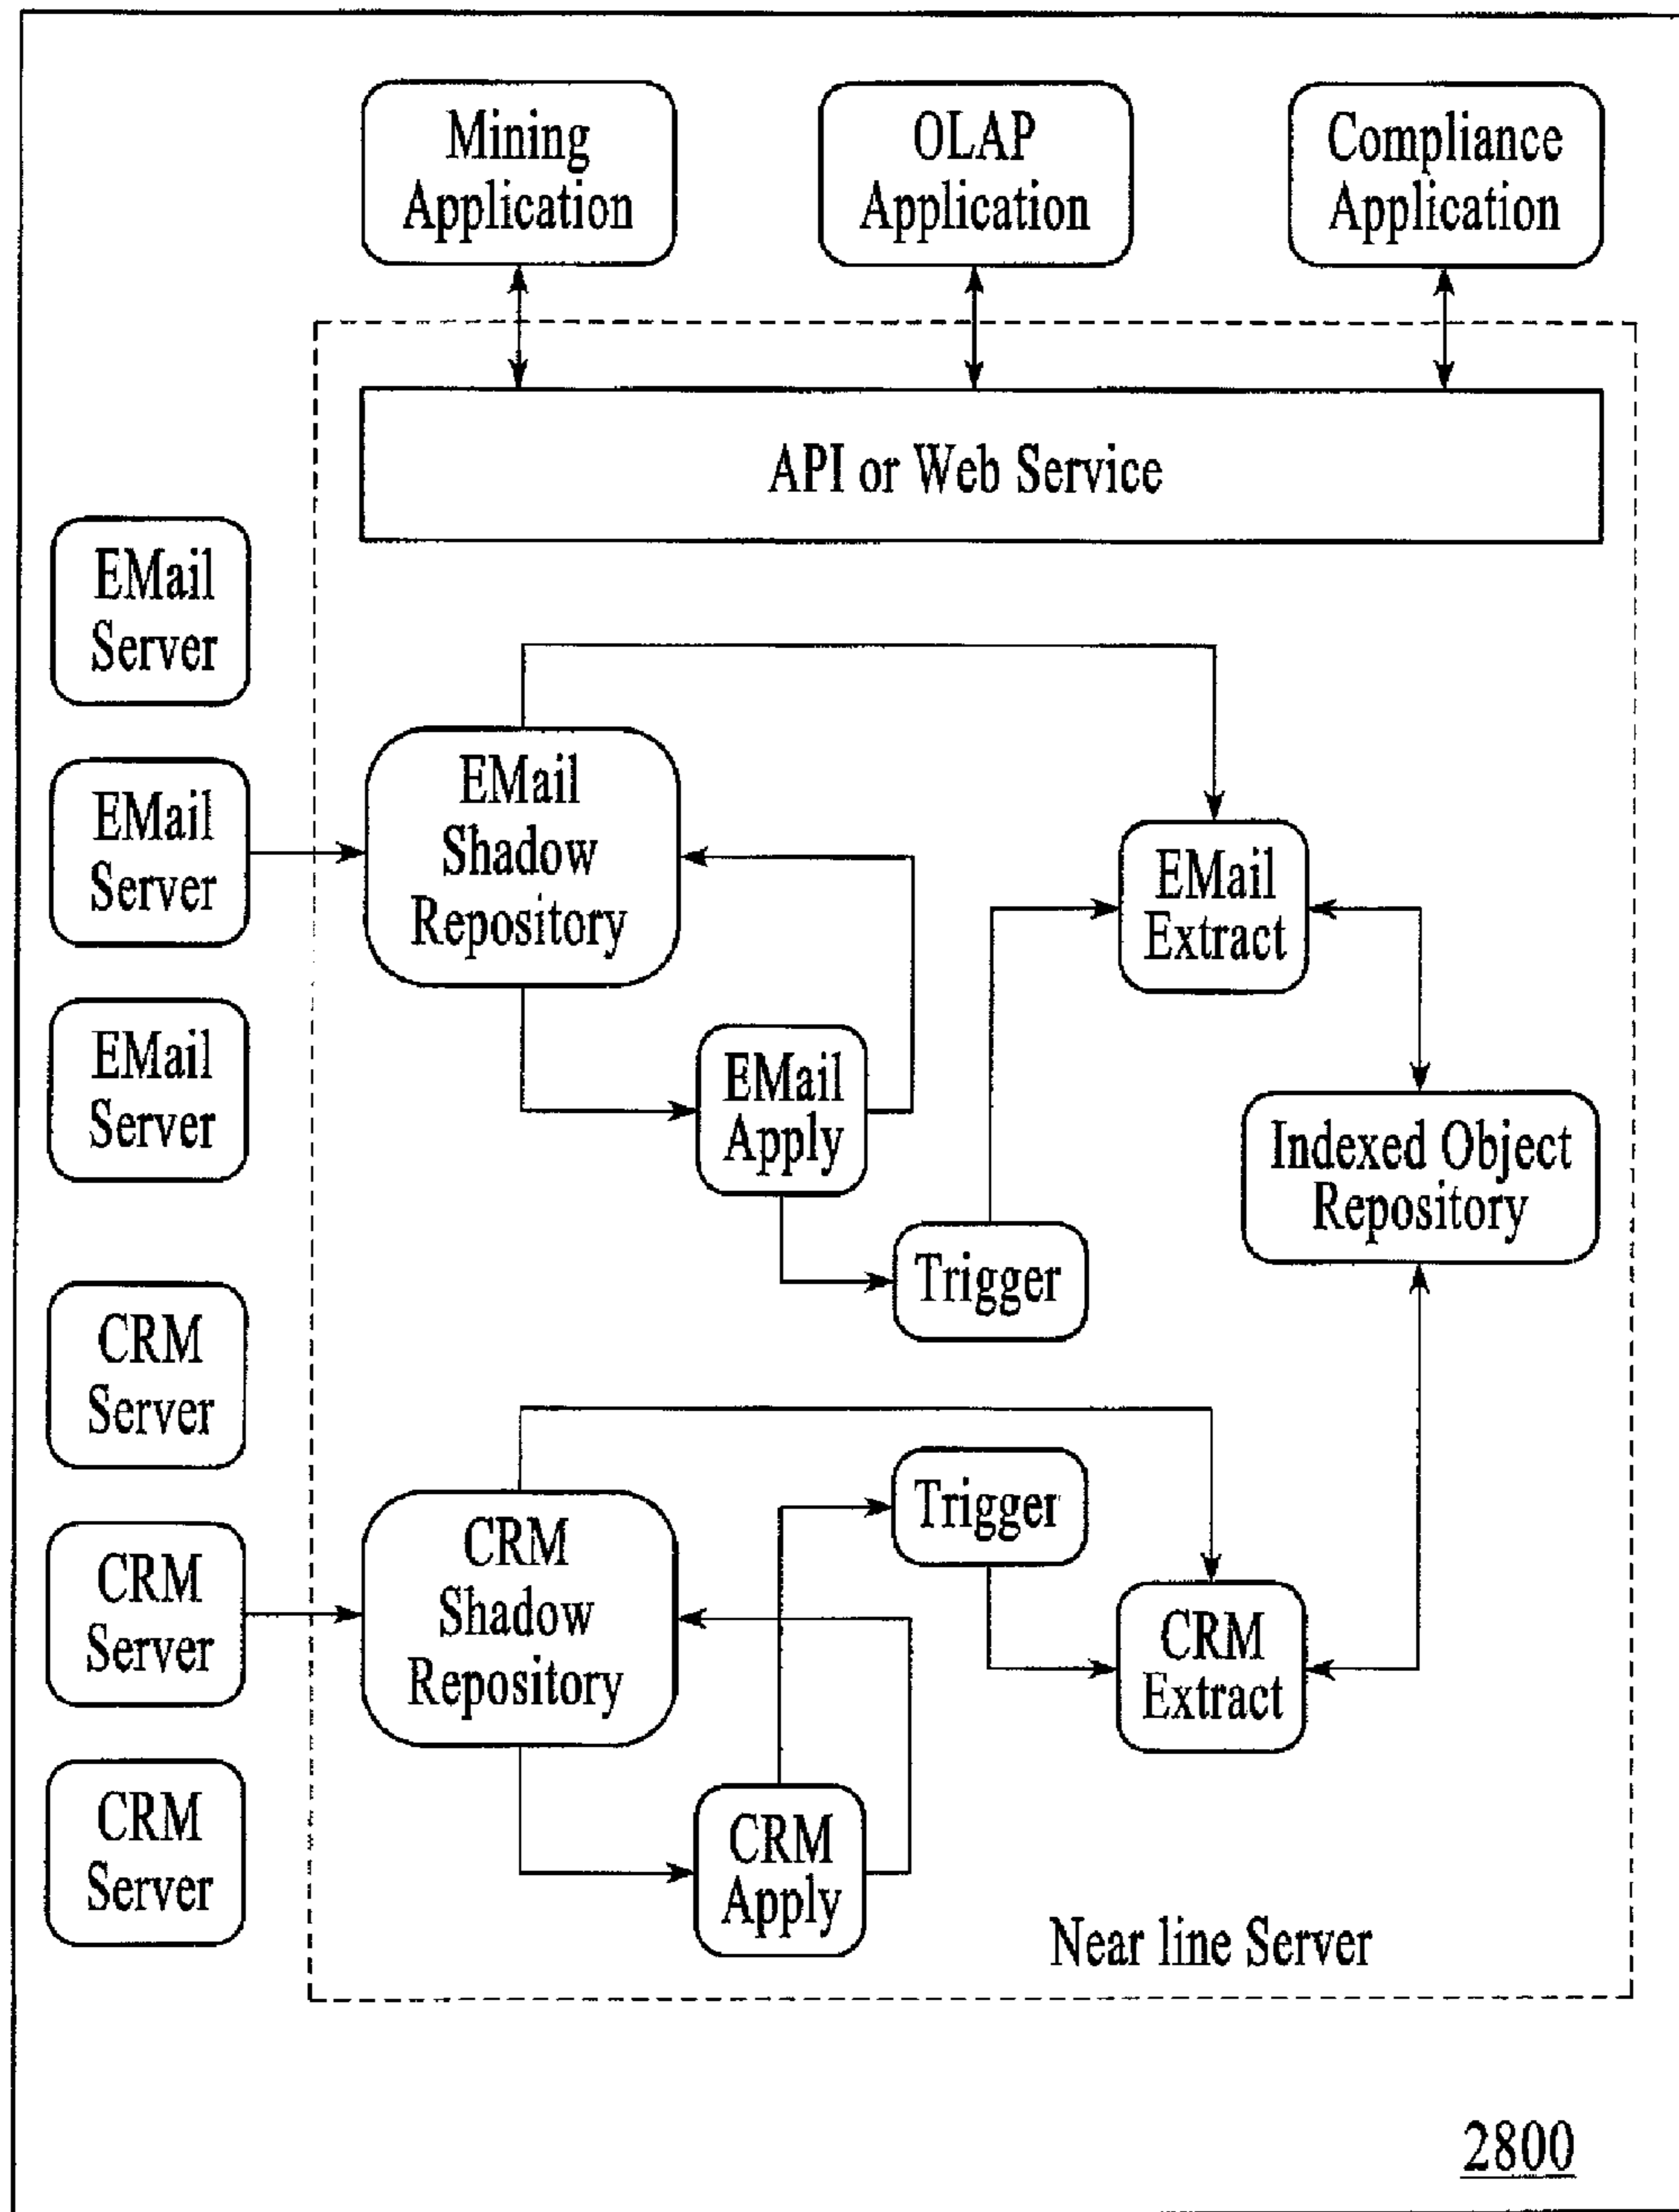 Mining
Application
OLAP
Application
Compliance
Application
API or Web Service
EMail
Server
EMail
Server
EMail
Server
CRM
Server
CRM
Server
CRM
Server
EMail
Shadow
Repository
EMail
Extract
EMail
Apply
Trigger
Indexed Object
Repository
CRM
Shadow
Repository
Trigger
CRM
Extract
CRM
Apply
Near line Server
2800